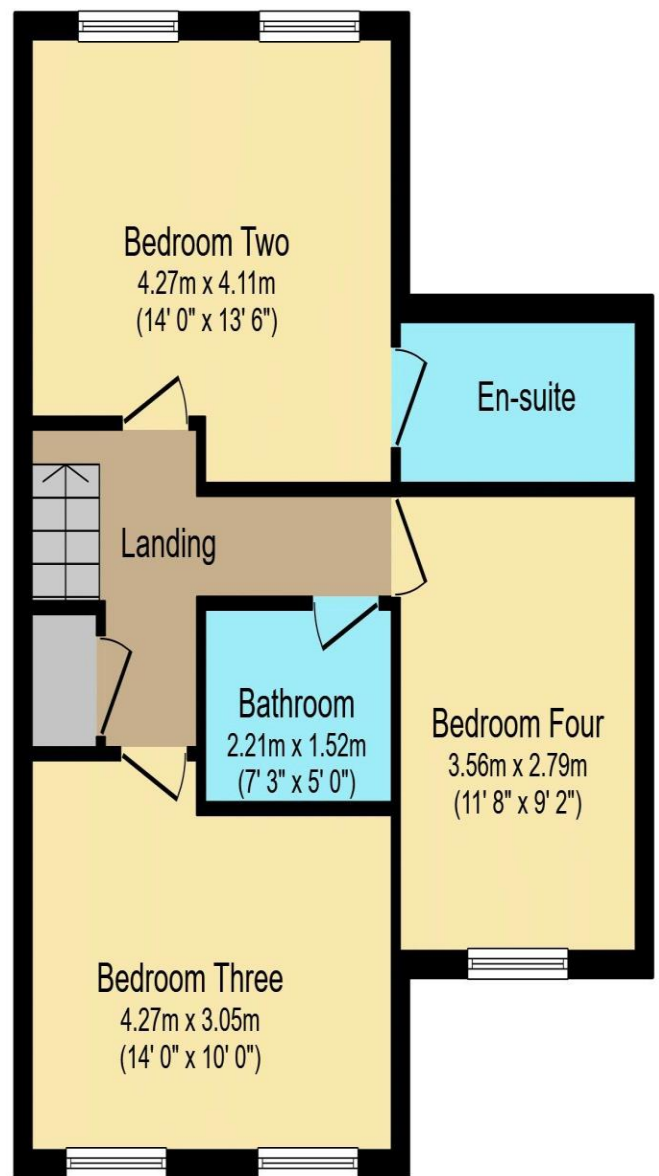 Bedroom Two
4.27m x 4.11m
(14' 0" x 13' 6")
En-suite
Landing
Bathroom
2.21m x 1.52m
(7' 3" x 5' 0")
Bedroom Four
3.56m x 2.79m
(11' 8" x 9' 2")
Bedroom Three
4.27m x 3.05m
(14' 0" x 10' 0")